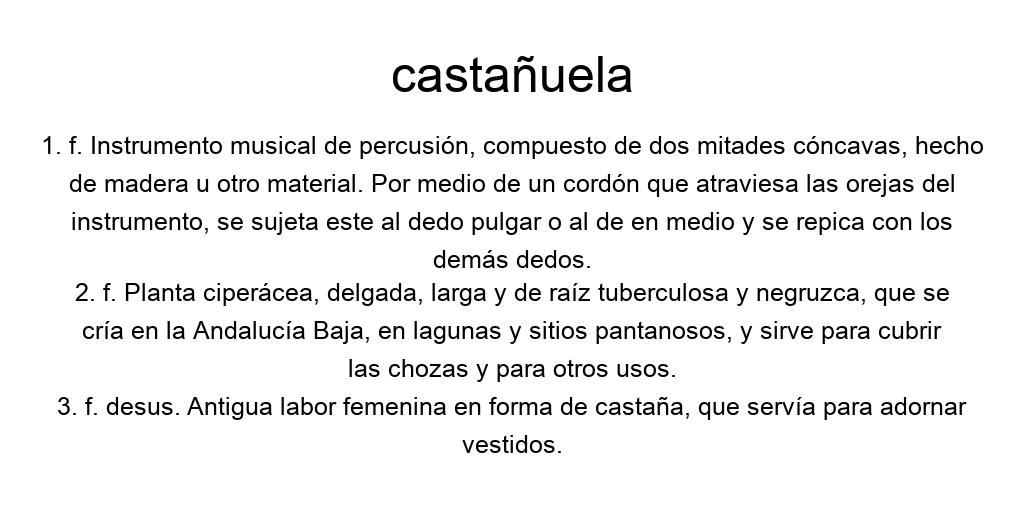 castañuela
1. f. Instrumento musical de percusión, compuesto de dos mitades cóncavas, hecho
de madera u otro material. Por medio de un cordón que atraviesa las orejas del
instrumento, se sujeta este al dedo pulgar o al de en medio y se repica con los
demás dedos.
2. f. Planta ciperácea, delgada, larga y de raíz tuberculosa y negruzca, que se
cría en la Andalucía Baja, en lagunas y sitios pantanosos, y sirve para cubrir
las chozas y para otros usos.
3. f. desus. Antigua labor femenina en forma de castaña, que servía para adornar
vestidos.